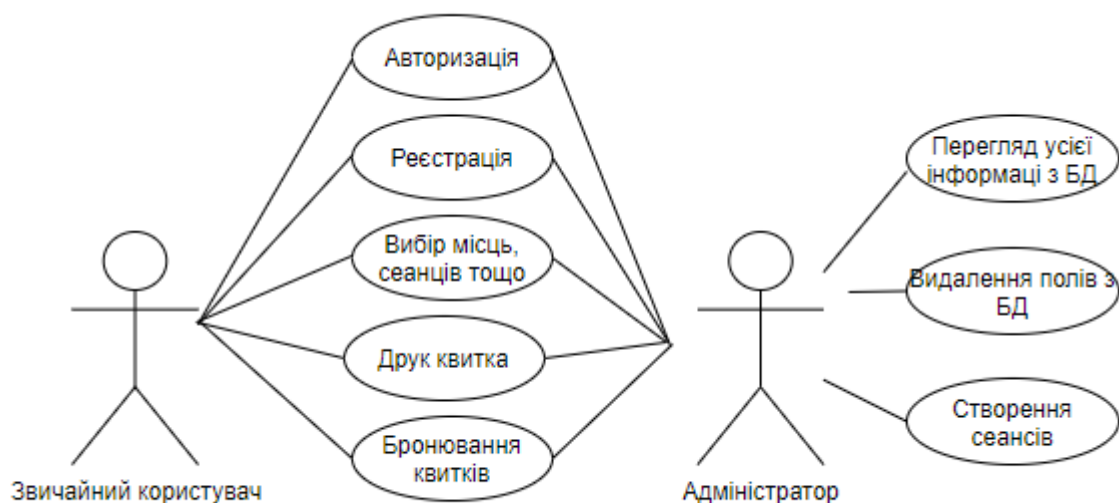 Авторизація
Реєстрація
Вибір місць,
сеанців тощо
Друк квитка
Бронювання
квитків
Звичайний користувач
Перегляд усієї
інформаці з БД
Видалення полів з
БД
Створення
сеансів
Адміністратор